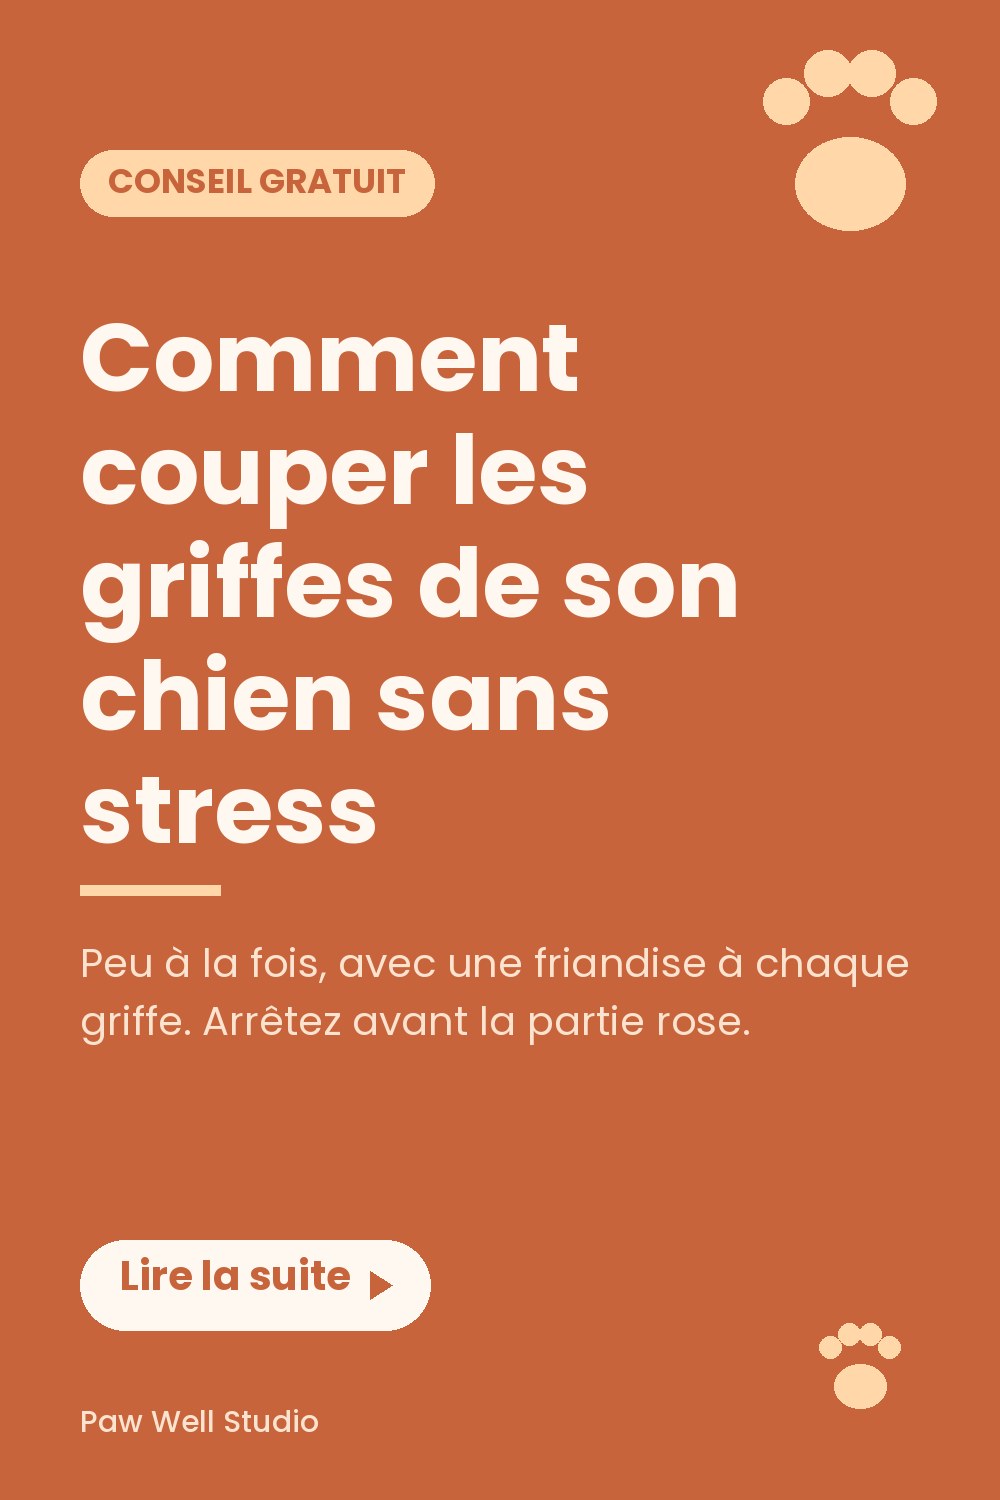 CONSEIL GRATUIT
Comment
couper les
griffes de son
chien sans
stress
Peu à la fois, avec une friandise à chaque
griffe. Arrêtez avant la partie rose.
Lire la suite
Paw Well Studio